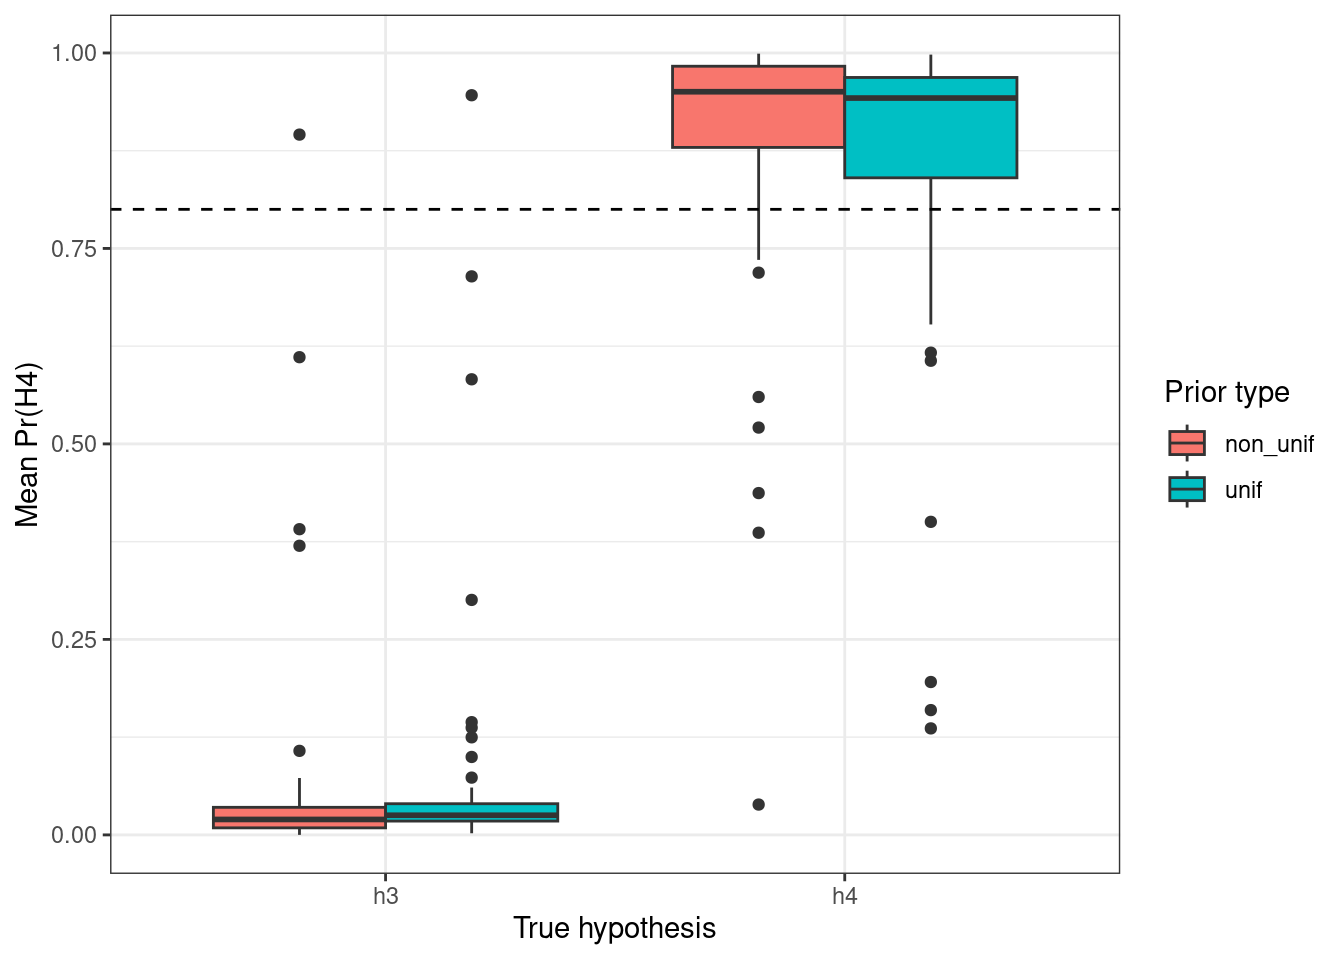 1.00
0.75
0.50
0.25
0.00
Mean Pr(H4)
h3
h4
True hypothesis
Prior type
non_unif
unif